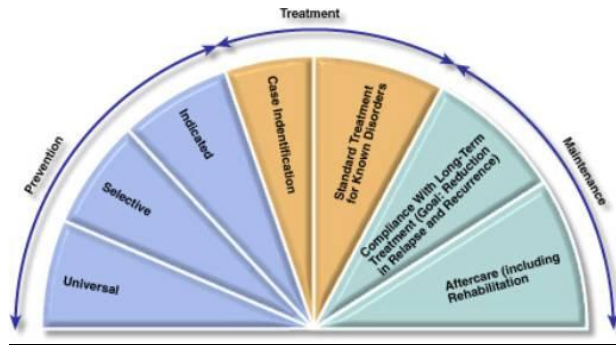 Treatment
Prevention
Maintenance
Universal
Selective
Indicated
Case Indentification
Standard Treatment
for Known Disorders
Compliance With Long-Term
Treatment (Goal: Reduction
in Relapse and Recurrence)
Aftercare (including
Rehabilitation